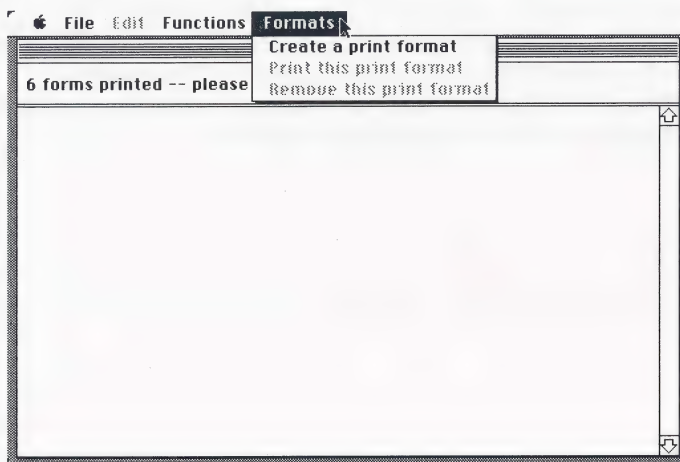 File Edit Functions Formats
Create a print format
Print this print format
Remove this print format
6 forms printed -- please